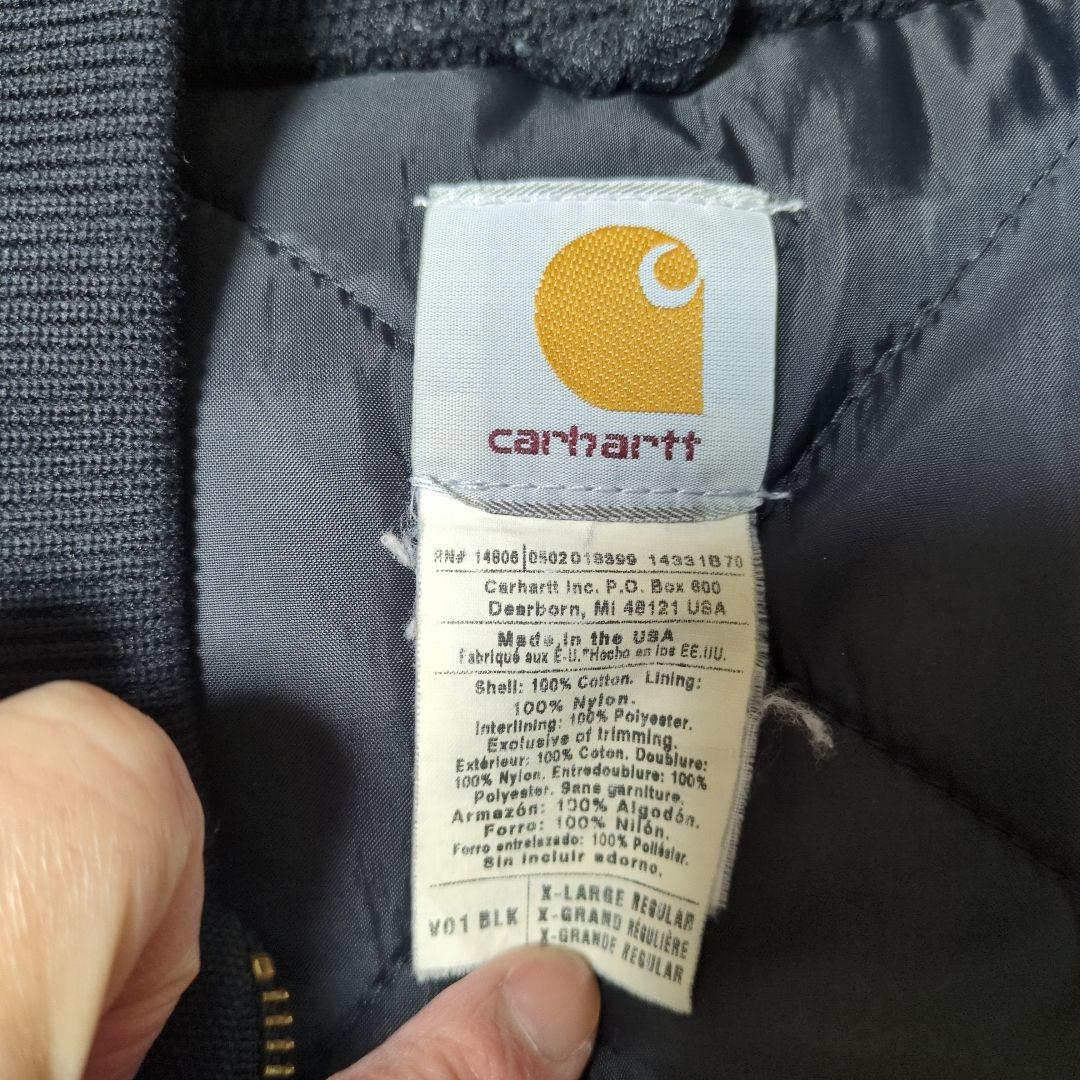 carhartt
RN# 14806 0502019399 14331B70
Carhartt Inc. P.O. Box 600
Dearborn, MI 48121 USA
Made in the USA
Fabriqué aux É-U. *Hecho en los EE.UU.
Shell: 100% Cotton. Lining:
100% Nylon.
Interlining: 100% Polyester.
Exclusive of trimming.
Extérieur: 100% Coton. Doublure:
100% Nylon. Entredoublure: 100%
Polyester. Sans garniture.
Armazón: 100% Algodón.
Forro: 100% Nilón.
Forro entrelazado: 100% Poliéster.
Sin incluir adorno.
V01 BLK
X-LARGE REGULAR
X-GRAND RÉGULIÈRE
X-GRANDE REGULAR